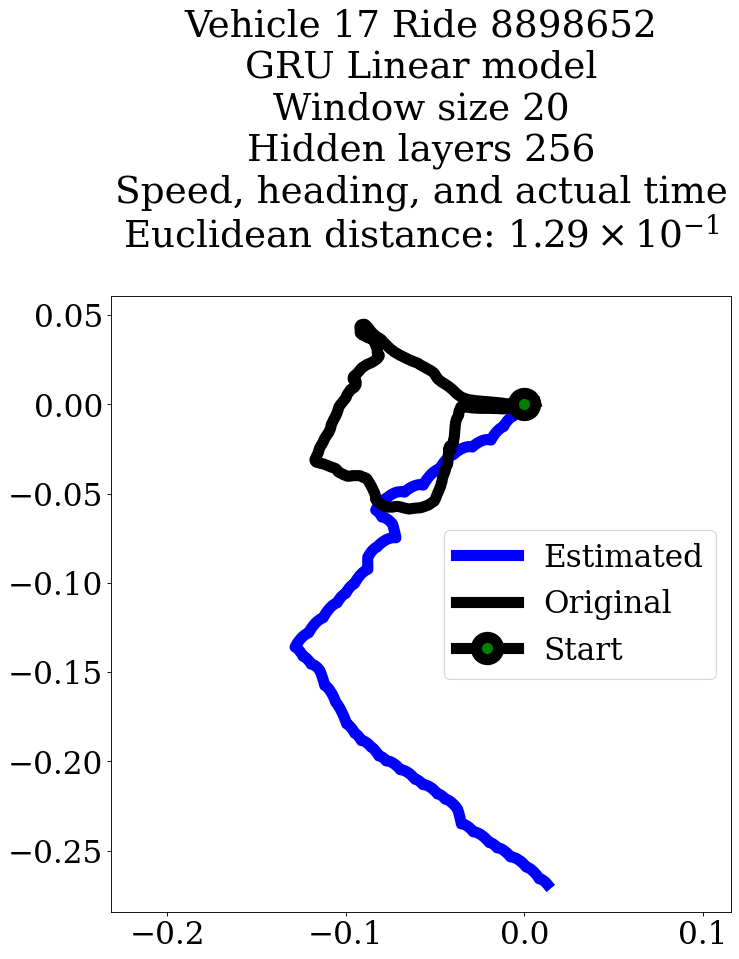 Vehicle 17 Ride 8898652
GRU Linear model
Window size 20
Hidden layers 256
Speed, heading, and actual time
Euclidean distance: 1.29 × 10⁻¹
0.05
0.00
−0.05
−0.10
−0.15
−0.20
−0.25
Estimated
Original
Start
−0.2
−0.1
0.0
0.1